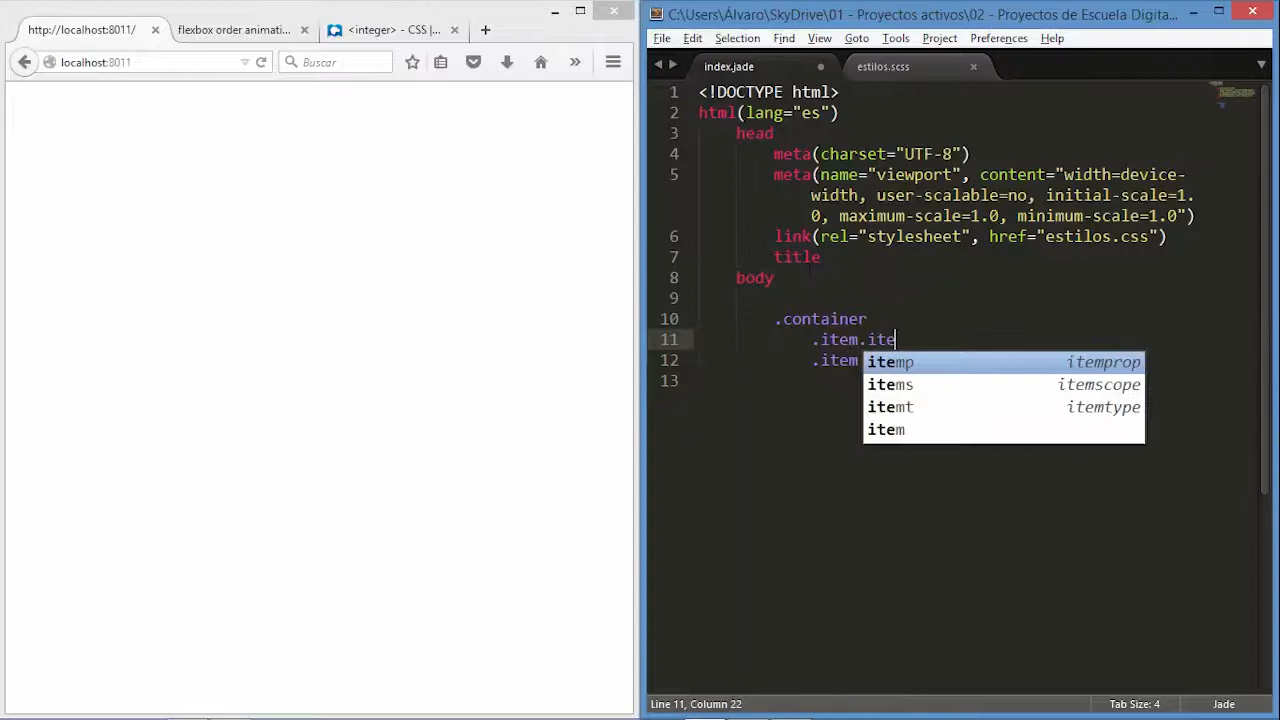 http://localhost:8011/
flexbox order animati...
<integer> - CSS |...
localhost:8011
Buscar
C:\Users\Álvaro\SkyDrive\01 - Proyectos activos\02 - Proyectos de Escuela Digita...
File Edit Selection Find View Goto Tools Project Preferences Help
index.jade
estilos.scss
1 <!DOCTYPE html>
2 html(lang="es")
3 head
4 meta(charset="UTF-8")
5 meta(name="viewport", content="width=device-
width, user-scalable=no, initial-scale=1.
0, maximum-scale=1.0, minimum-scale=1.0")
6 link(rel="stylesheet", href="estilos.css")
7 title
8 body
9
10 .container
11 .item.ite
12 .item
13
itemp itemprop
items itemscope
itemt itemtype
item
Line 11, Column 22
Tab Size: 4
Jade